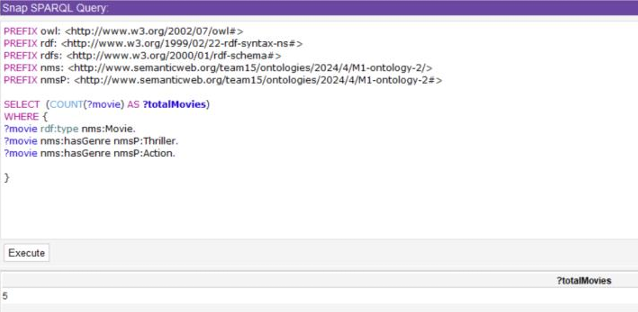 Snap SPARQL Query:
PREFIX owl: <http://www.w3.org/2002/07/owl#>
PREFIX rdf: <http://www.w3.org/1999/02/22-rdf-syntax-ns#>
PREFIX rdfs: <http://www.w3.org/2000/01/rdf-schema#>
PREFIX nms: <http://www.semanticweb.org/team15/ontologies/2024/4/M1-ontology-2/>
PREFIX nmsP: <http://www.semanticweb.org/team15/ontologies/2024/4/M1-ontology-2#>
SELECT (COUNT(?movie) AS ?totalMovies)
WHERE {
?movie rdf:type nms:Movie.
?movie nms:hasGenre nmsP:Thriller.
?movie nms:hasGenre nmsP:Action.
}
Execute
?totalMovies
5